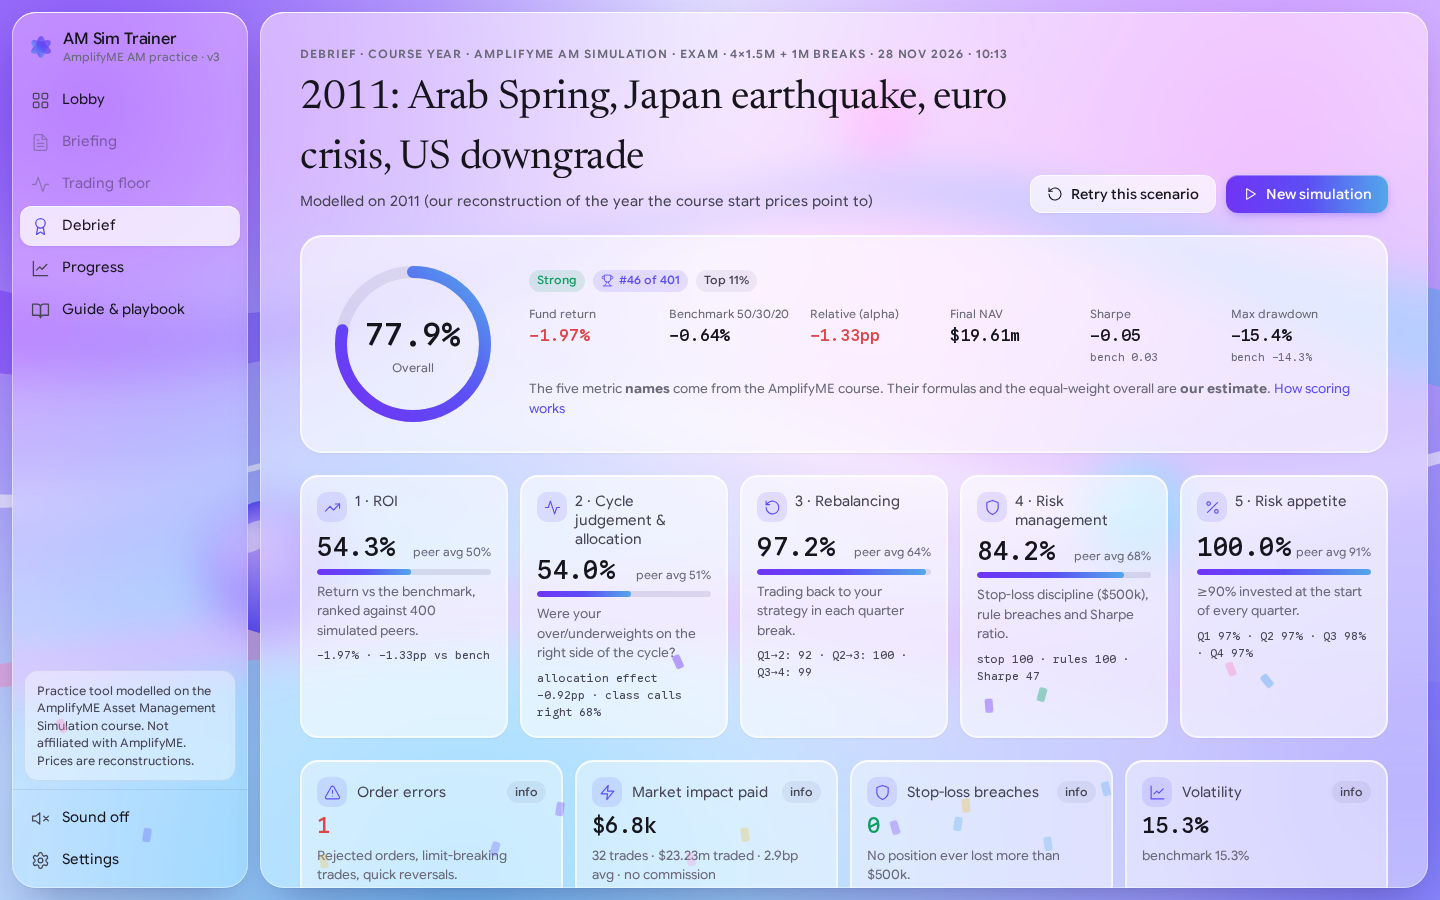 AM Sim Trainer
AmplifyME AM practice · v3
Lobby
Briefing
Trading floor
Debrief
Progress
Guide & playbook
Practice tool modelled on the
AmplifyME Asset Management
Simulation course. Not
affiliated with AmplifyME.
Prices are reconstructions.
Sound off
Settings
DEBRIEF · COURSE YEAR · AMPLIFYME AM SIMULATION · EXAM · 4×1.5M + 1M BREAKS · 28 NOV 2026 · 10:13
2011: Arab Spring, Japan earthquake, euro
crisis, US downgrade
Modelled on 2011 (our reconstruction of the year the course start prices point to)
Retry this scenario
New simulation
77.9%
Overall
Strong
#46 of 401
Top 11%
Fund return
−1.97%
Benchmark 50/30/20
−0.64%
Relative (alpha)
−1.33pp
Final NAV
$19.61m
Sharpe
−0.05
bench 0.03
Max drawdown
−15.4%
bench −14.3%
The five metric names come from the AmplifyME course. Their formulas and the equal-weight overall are our estimate. How scoring
works
1 · ROI
54.3%
peer avg 50%
Return vs the benchmark,
ranked against 400
simulated peers.
−1.97% · −1.33pp vs bench
2 · Cycle
judgement &
allocation
54.0%
peer avg 51%
Were your
over/underweights on the
right side of the cycle?
allocation effect
−0.92pp · class calls
right 68%
3 · Rebalancing
97.2%
peer avg 64%
Trading back to your
strategy in each quarter
break.
Q1→2: 92 · Q2→3: 100 ·
Q3→4: 99
4 · Risk
management
84.2%
peer avg 68%
Stop-loss discipline ($500k),
rule breaches and Sharpe
ratio.
stop 100 · rules 100 ·
Sharpe 47
5 · Risk appetite
100.0%
peer avg 91%
≥90% invested at the start
of every quarter.
Q1 97% · Q2 97% · Q3 98%
· Q4 97%
Order errors
info
1
Rejected orders, limit-breaking
trades, quick reversals.
Market impact paid
info
$6.8k
32 trades · $23.23m traded · 2.9bp
avg · no commission
Stop-loss breaches
info
0
No position ever lost more than
$500k.
Volatility
info
15.3%
benchmark 15.3%